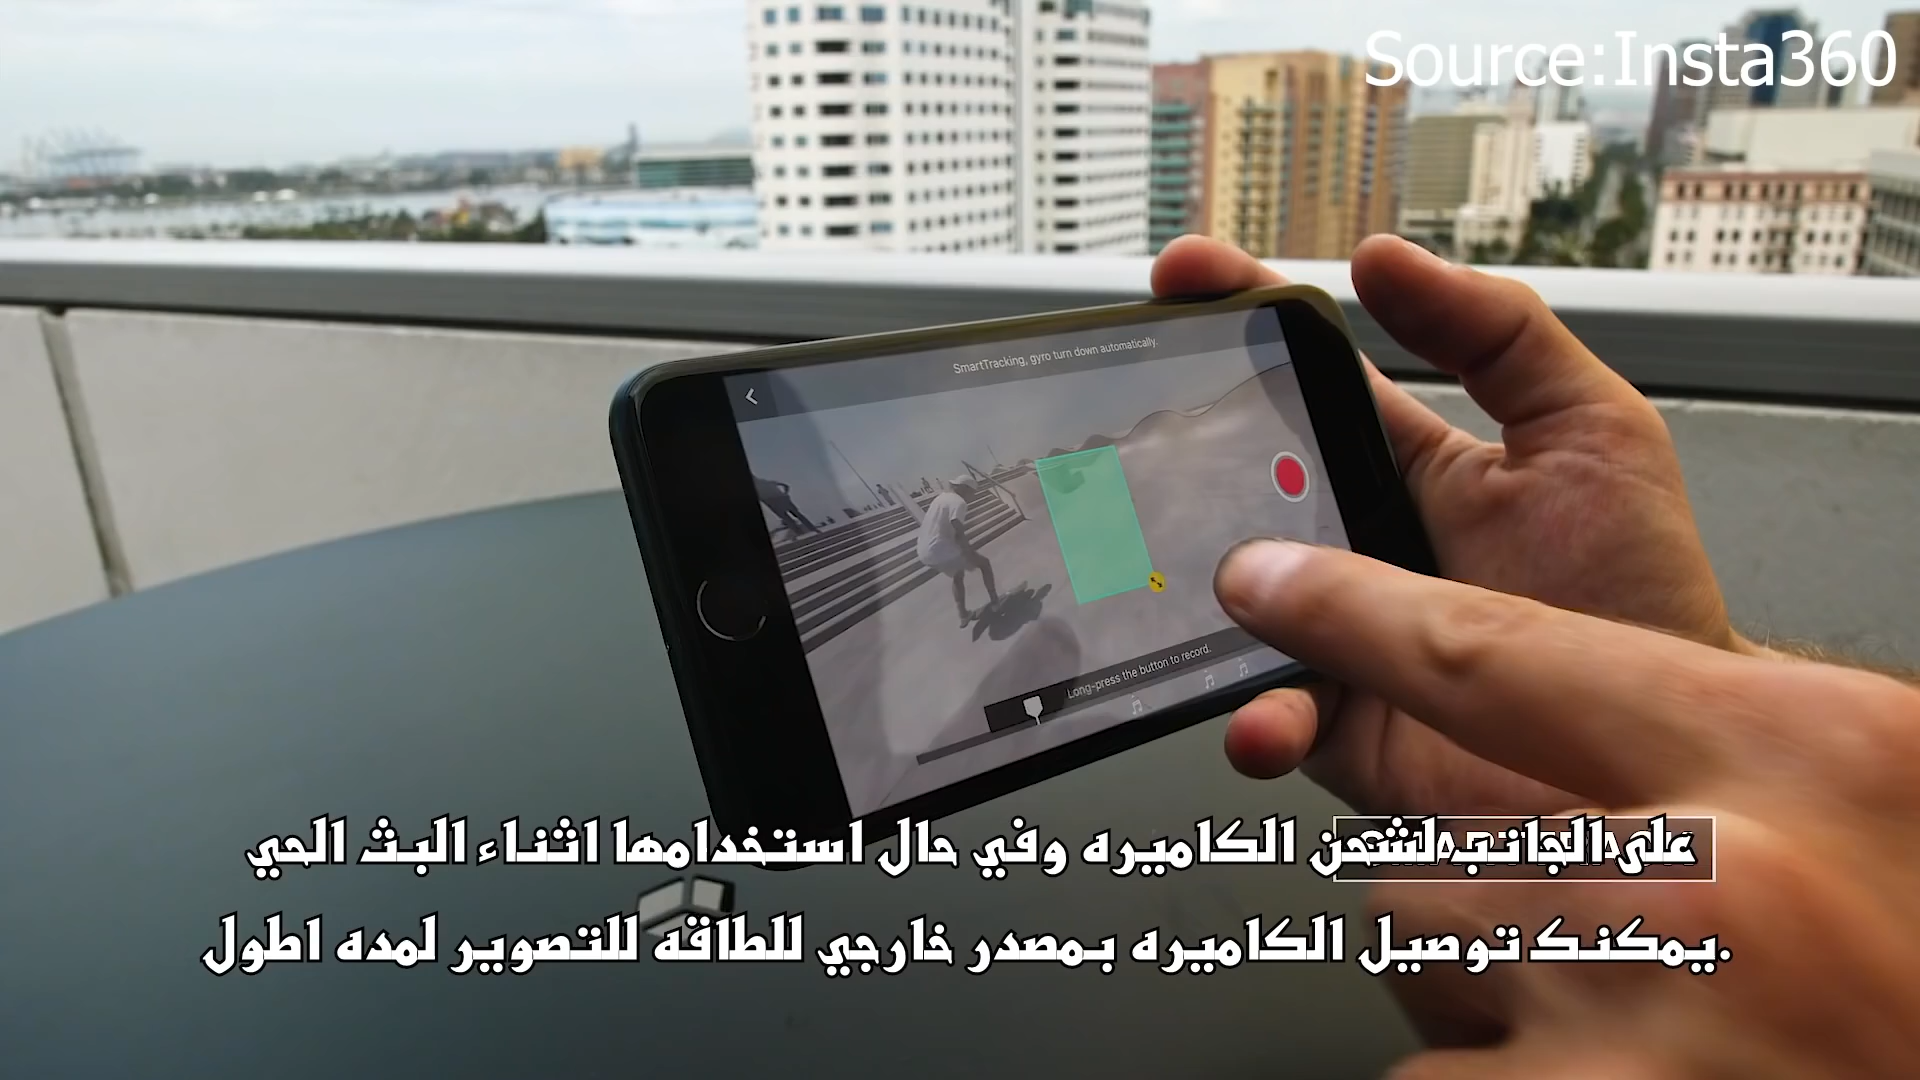 Source:Insta360
SmartTracking, gyro turn down automatically.
Long-press the button to record.
على الجانب لشحن الكاميره وفي حال استخدامها اثناء البث الحي
يمكنك توصيل الكاميره بمصدر خارجي للطاقه للتصوير لمده اطول.